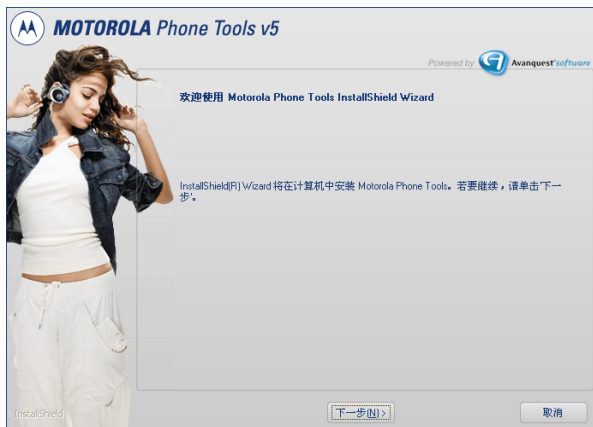 MOTOROLA Phone Tools v5
Powered by Avanquest software
欢迎使用 Motorola Phone Tools InstallShield Wizard
InstallShield(R) Wizard 将在计算机中安装 Motorola Phone Tools。若要继续，请单击“下一
步”。
InstallShield
下一步(N) >
取消